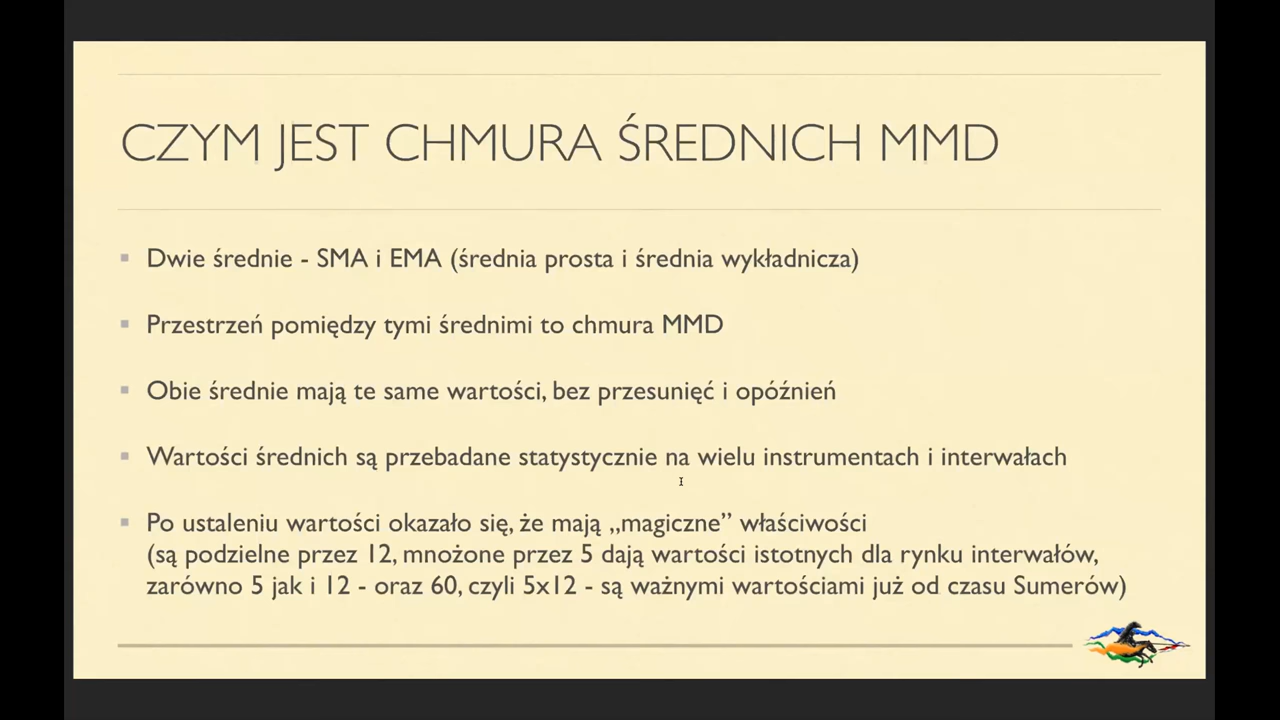 CZYM JEST CHMURA ŚREDNICH MMD
Dwie średnie - SMA i EMA (średnia prosta i średnia wykładnicza)
Przestrzeń pomiędzy tymi średnimi to chmura MMD
Obie średnie mają te same wartości, bez przesunięć i opóźnień
Wartości średnich są przebadane statystycznie na wielu instrumentach i interwałach
Po ustaleniu wartości okazało się, że mają „magiczne” właściwości
(są podzielne przez 12, mnożone przez 5 dają wartości istotnych dla rynku interwałów,
zarówno 5 jak i 12 - oraz 60, czyli 5x12 - są ważnymi wartościami już od czasu Sumerów)